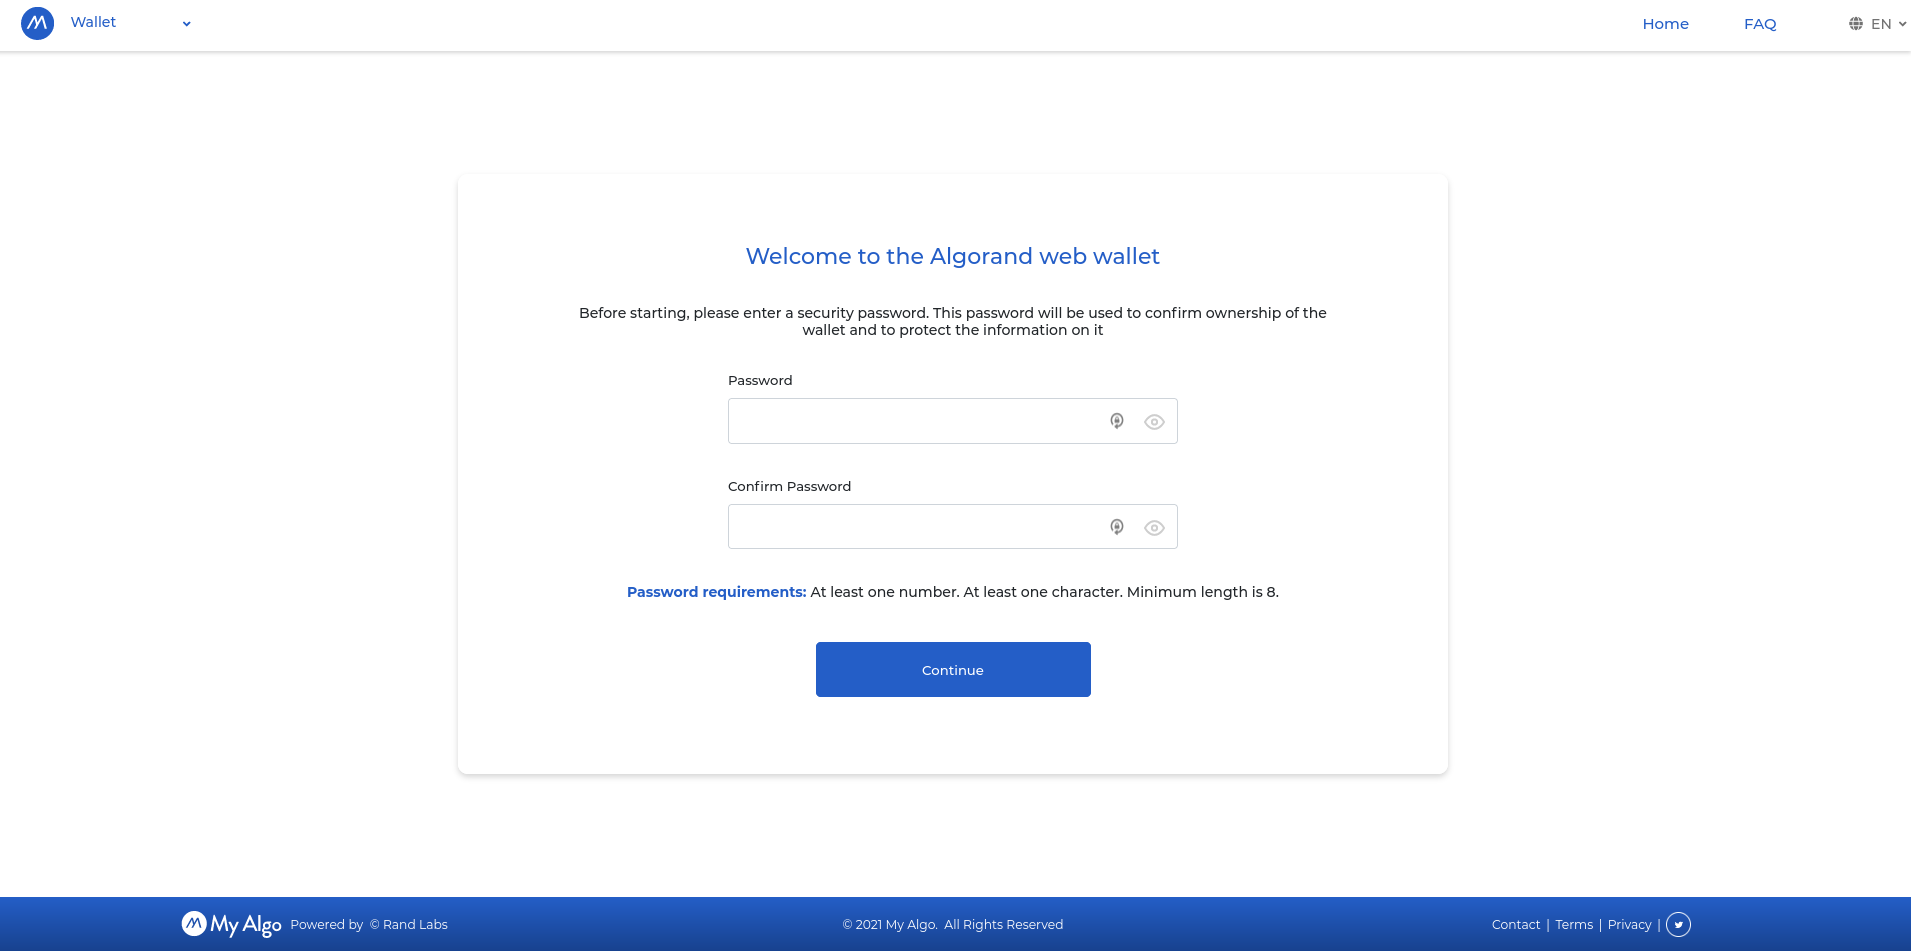 Wallet
Home
FAQ
EN
Welcome to the Algorand web wallet
Before starting, please enter a security password. This password will be used to confirm ownership of the
wallet and to protect the information on it
Password
Confirm Password
Password requirements: At least one number. At least one character. Minimum length is 8.
Continue
My Algo Powered by © Rand Labs
© 2021 My Algo. All Rights Reserved
Contact | Terms | Privacy |